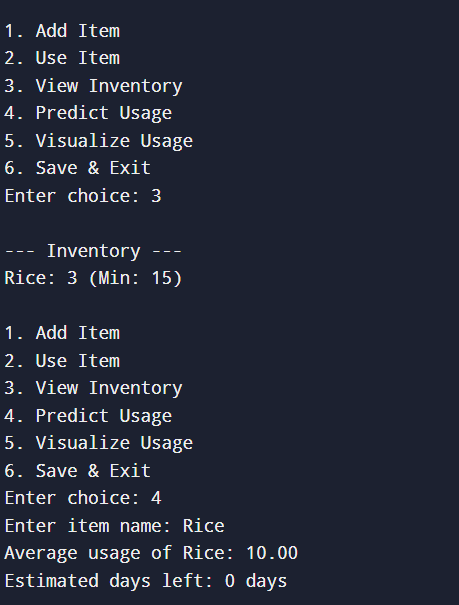 1. Add Item
2. Use Item
3. View Inventory
4. Predict Usage
5. Visualize Usage
6. Save & Exit
Enter choice: 3
--- Inventory ---
Rice: 3 (Min: 15)
1. Add Item
2. Use Item
3. View Inventory
4. Predict Usage
5. Visualize Usage
6. Save & Exit
Enter choice: 4
Enter item name: Rice
Average usage of Rice: 10.00
Estimated days left: 0 days